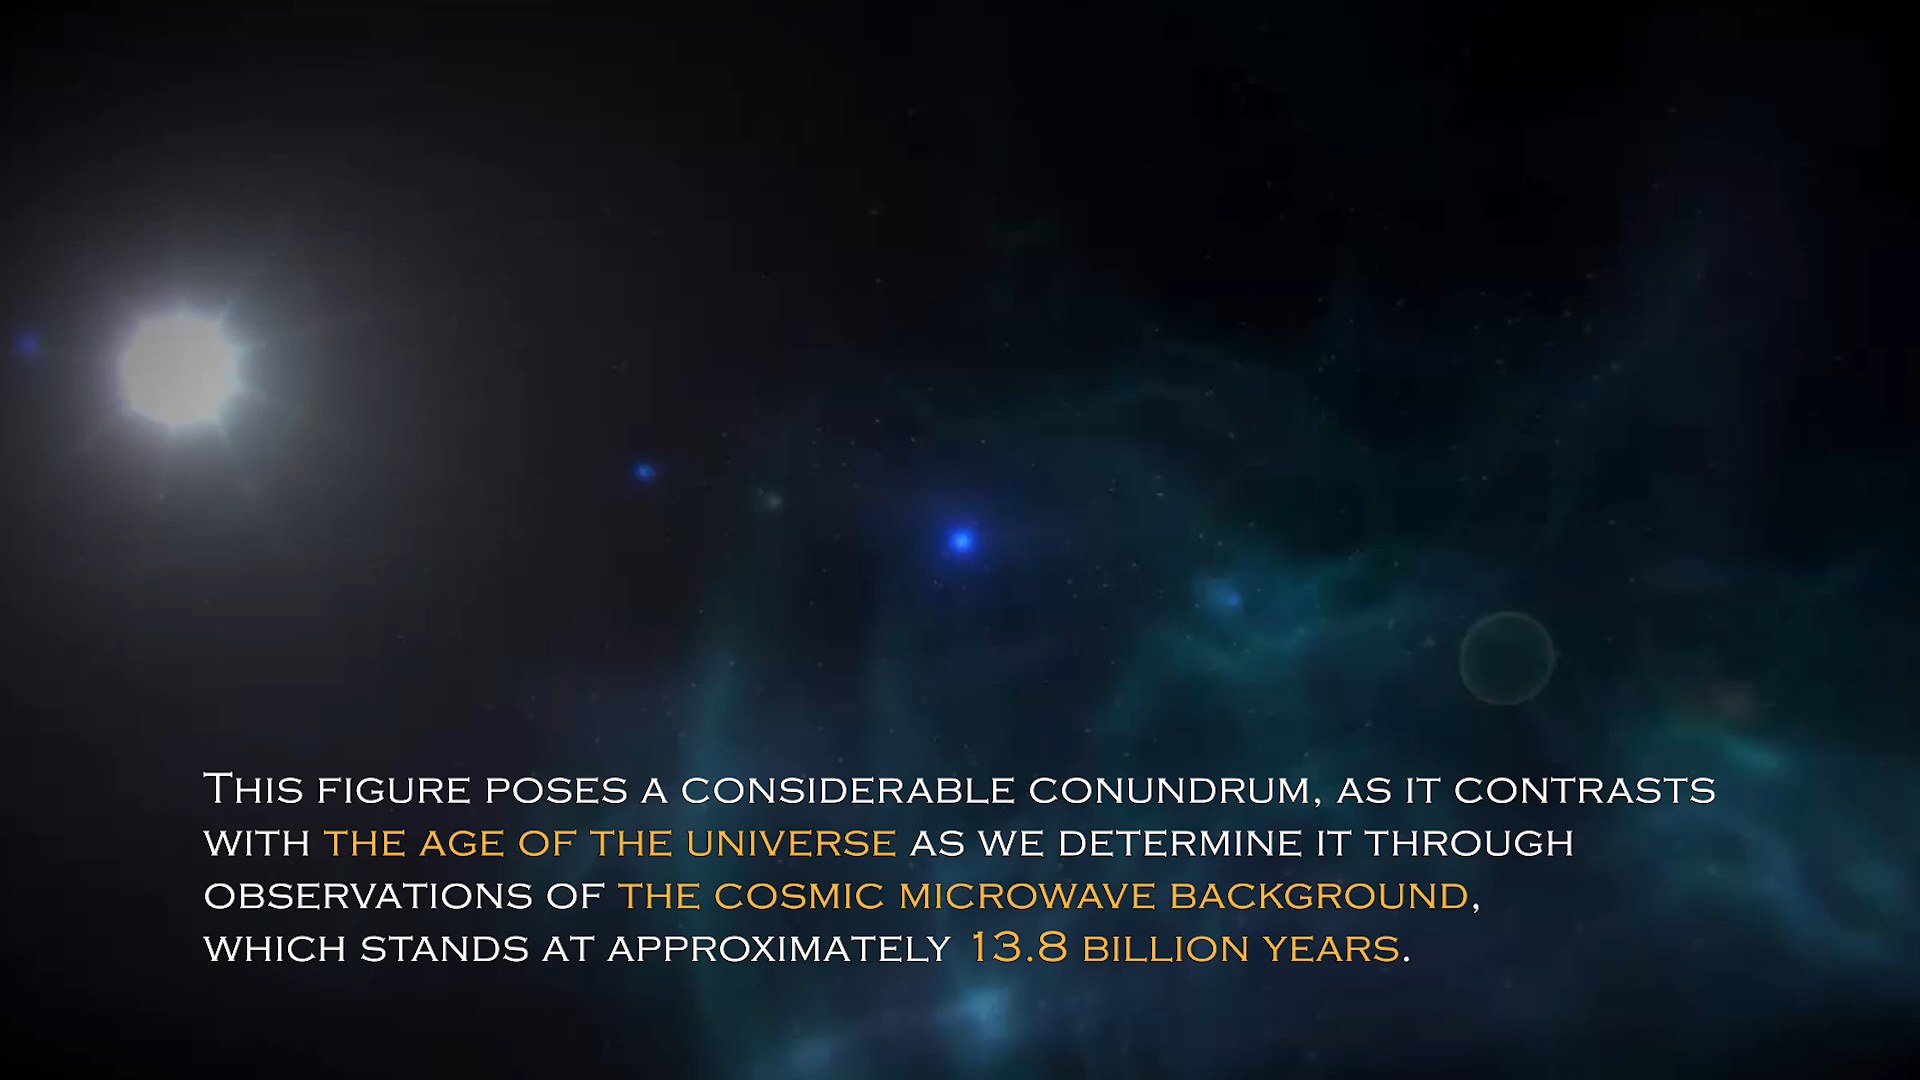 This figure poses a considerable conundrum, as it contrasts
with the age of the universe as we determine it through
observations of the cosmic microwave background,
which stands at approximately 13.8 billion years.